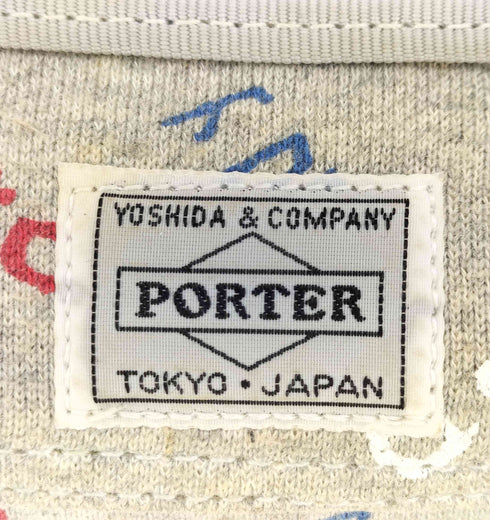 YOSHIDA & COMPANY
PORTER
TOKYO • JAPAN